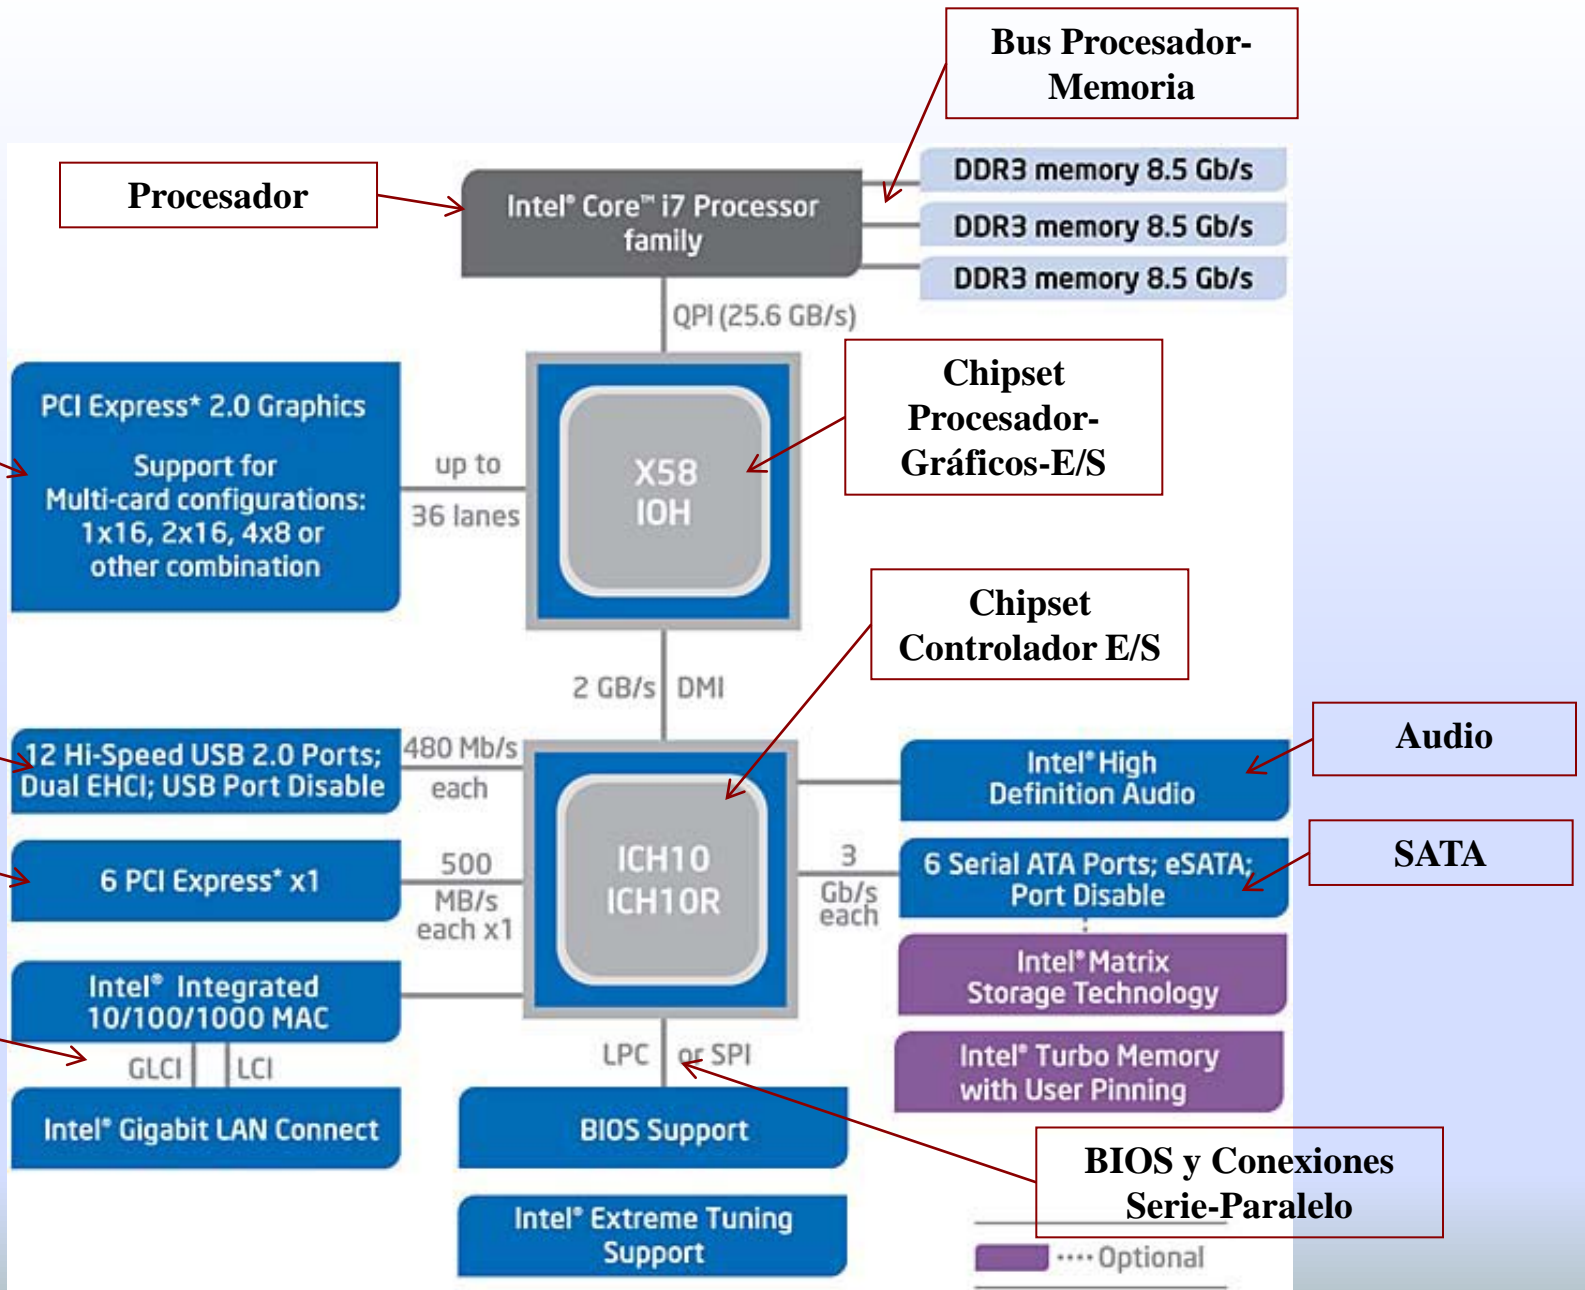 Bus Procesador-
Memoria
Procesador
Intel® Core™ i7 Processor
family
DDR3 memory 8.5 Gb/s
DDR3 memory 8.5 Gb/s
DDR3 memory 8.5 Gb/s
QPI (25.6 GB/s)
PCI Express* 2.0 Graphics
Support for
Multi-card configurations:
1x16, 2x16, 4x8 or
other combination
up to
36 lanes
X58
IOH
Chipset
Procesador-
Gráficos-E/S
Chipset
Controlador E/S
2 GB/s DMI
12 Hi-Speed USB 2.0 Ports;
Dual EHCI; USB Port Disable
480 Mb/s
each
Intel® High
Definition Audio
Audio
6 PCI Express* x1
500
MB/s
each x1
ICH10
ICH10R
3
Gb/s
each
6 Serial ATA Ports; eSATA;
Port Disable
SATA
Intel® Matrix
Storage Technology
Intel® Integrated
10/100/1000 MAC
GLCI LCI
Intel® Gigabit LAN Connect
LPC or SPI
Intel® Turbo Memory
with User Pinning
BIOS Support
BIOS y Conexiones
Serie-Paralelo
Intel® Extreme Tuning
Support
Optional